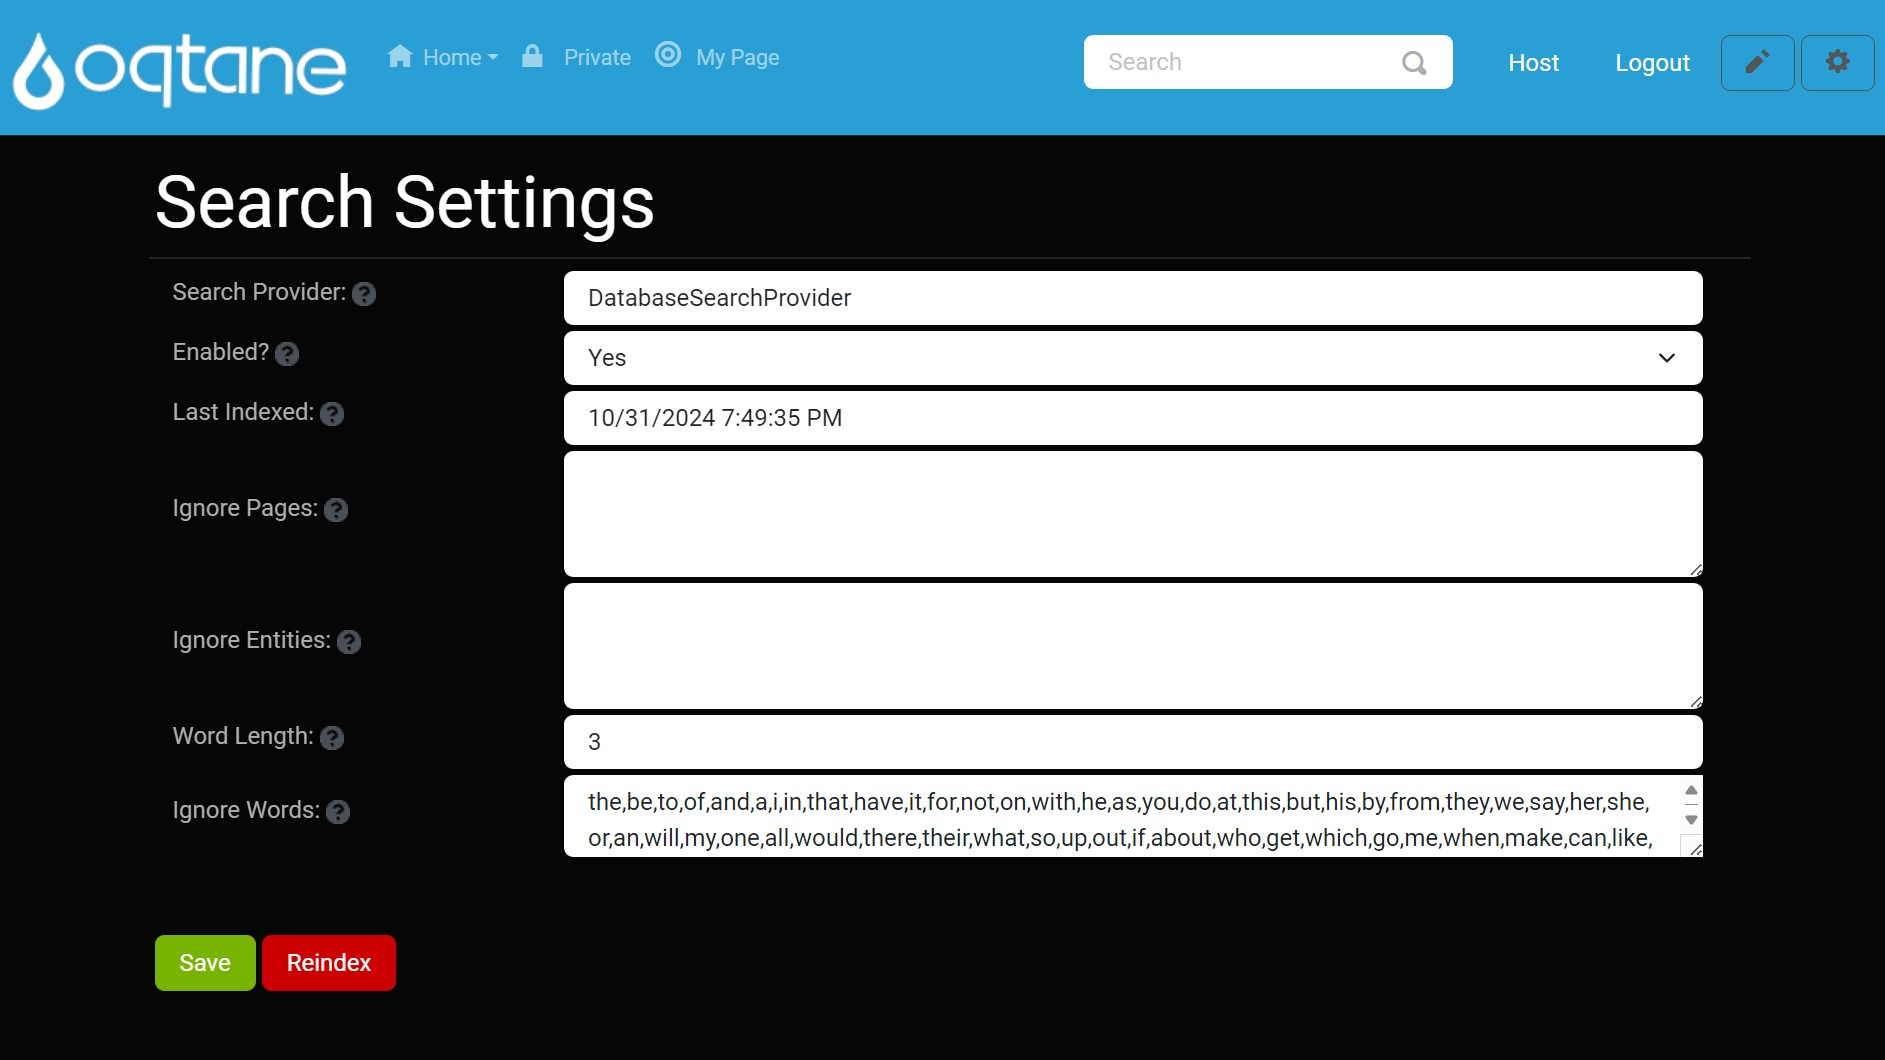 oqtane
Home
Private
My Page
Search
Host
Logout
Search Settings
Search Provider: ?
DatabaseSearchProvider
Enabled? ?
Yes
Last Indexed: ?
10/31/2024 7:49:35 PM
Ignore Pages: ?
Ignore Entities: ?
Word Length: ?
3
Ignore Words: ?
the,be,to,of,and,a,i,in,that,have,it,for,not,on,with,he,as,you,do,at,this,but,his,by,from,they,we,say,her,she,
or,an,will,my,one,all,would,there,their,what,so,up,out,if,about,who,get,which,go,me,when,make,can,like,
Save
Reindex